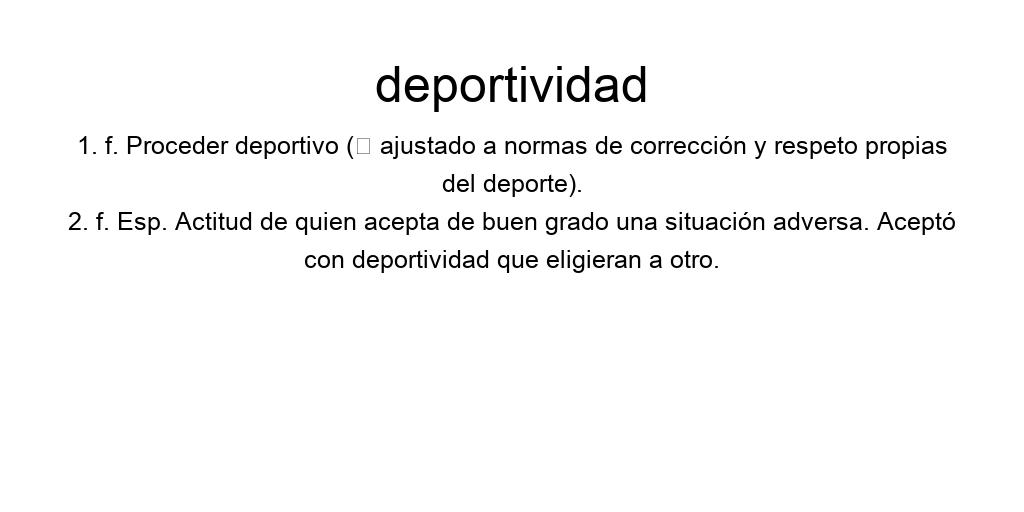 deportividad
1. f. Proceder deportivo (□ ajustado a normas de corrección y respeto propias
del deporte).
2. f. Esp. Actitud de quien acepta de buen grado una situación adversa. Aceptó
con deportividad que eligieran a otro.